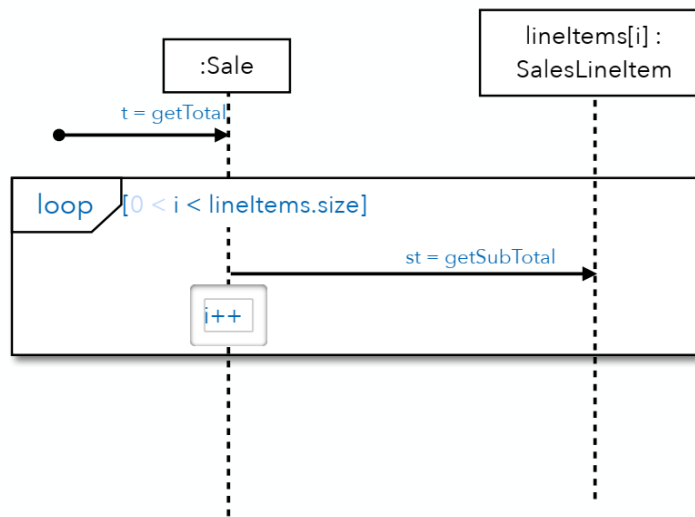 lineItems[i] :
SalesLineItem
:Sale
t = getTotal
loop [0 < i < lineItems.size]
st = getSubTotal
i++